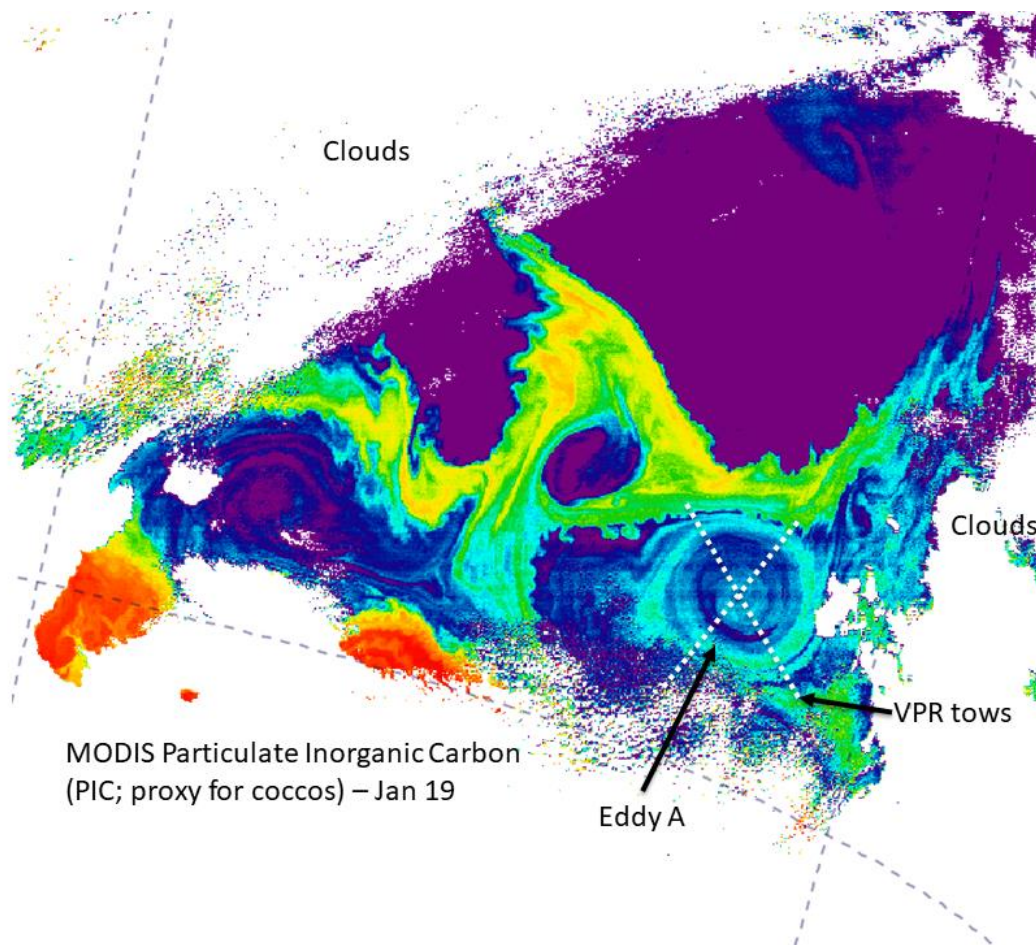 Clouds
Clouds
VPR tows
MODIS Particulate Inorganic Carbon
(PIC; proxy for coccos) – Jan 19
Eddy A